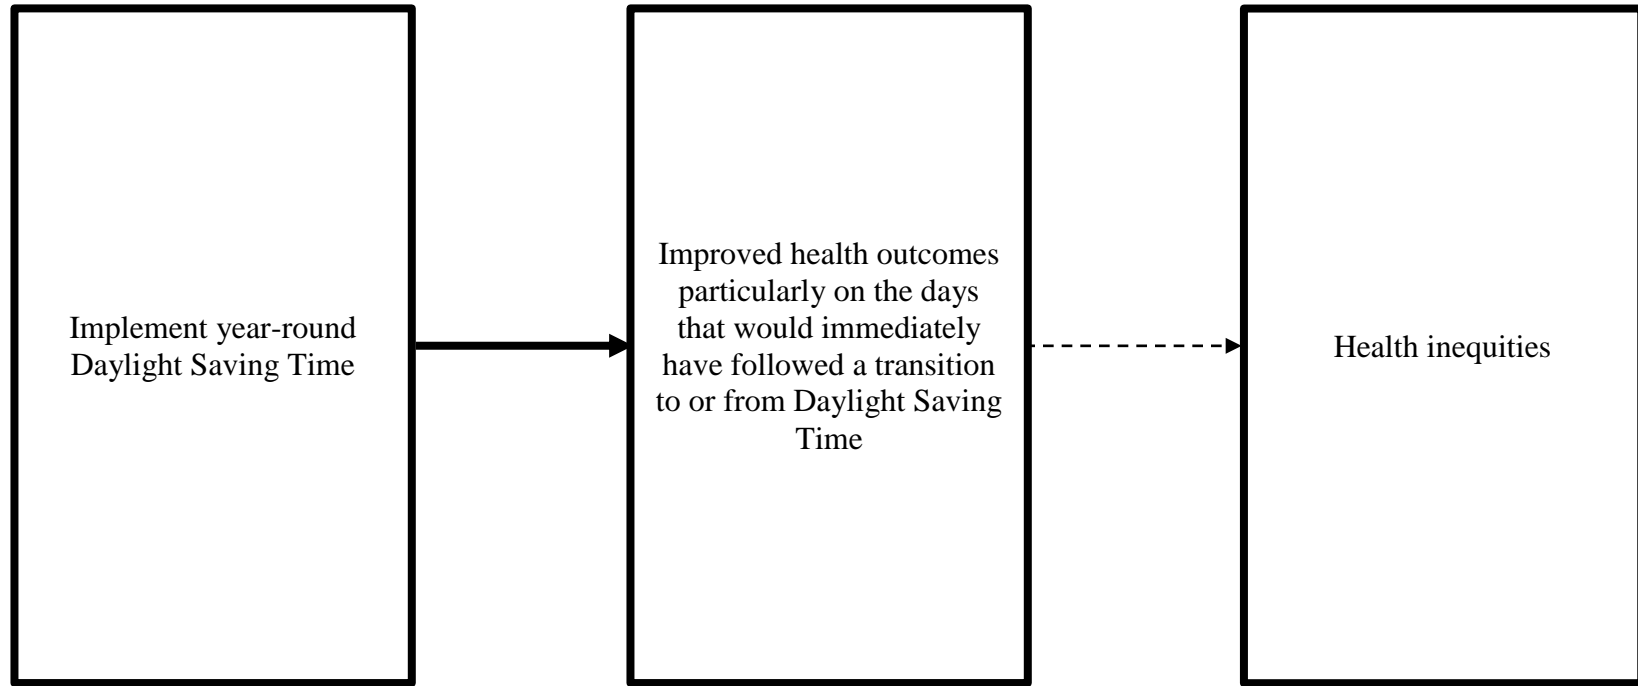 Implement year-round
Daylight Saving Time
Improved health outcomes
particularly on the days
that would immediately
have followed a transition
to or from Daylight Saving
Time
Health inequities